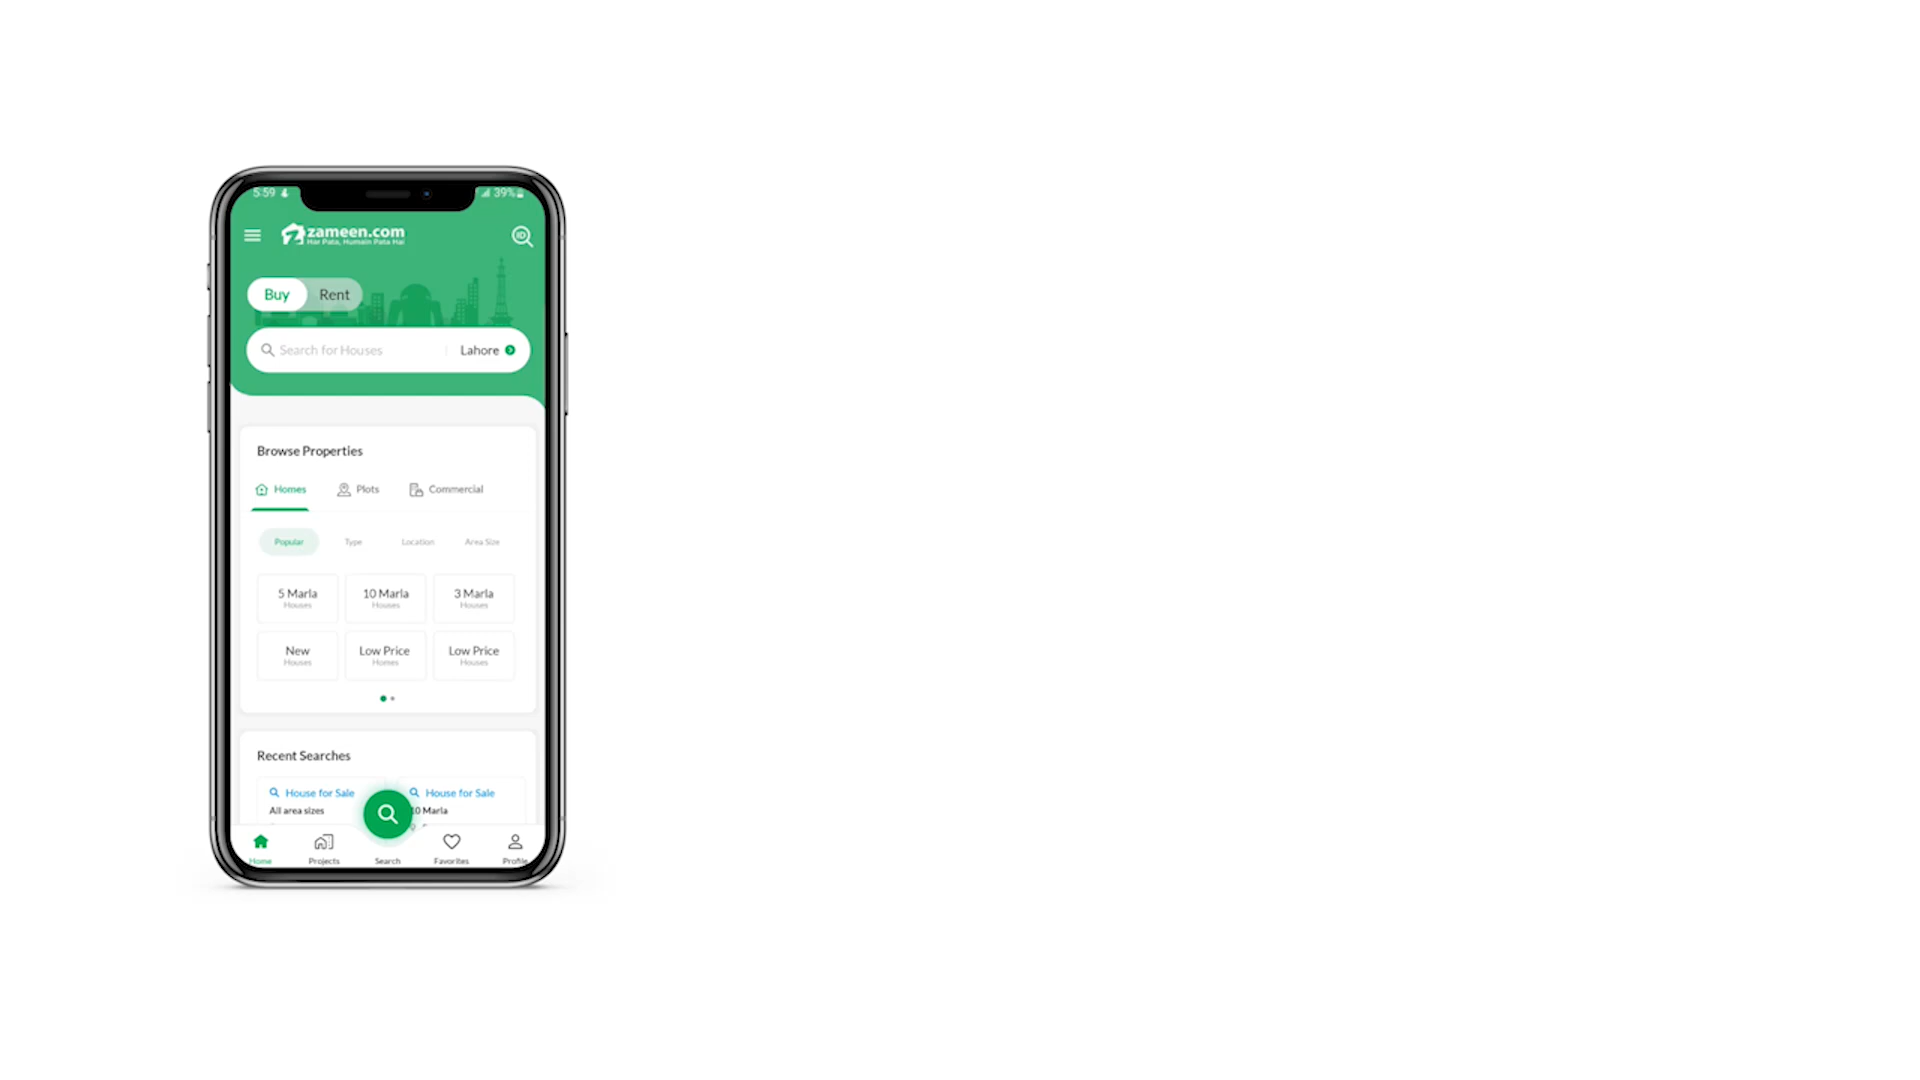 5:59 39%
zameen.com
Har Pata, Humain Pata Hai
ID
Buy Rent
Search for Houses Lahore
Browse Properties
Homes Plots Commercial
Popular Type Location Area Size
5 Marla 10 Marla 3 Marla
Houses Houses Houses
New Low Price Low Price
Houses Homes Houses
Recent Searches
House for Sale House for Sale
All area sizes 10 Marla
Home Projects Search Favorites Profile